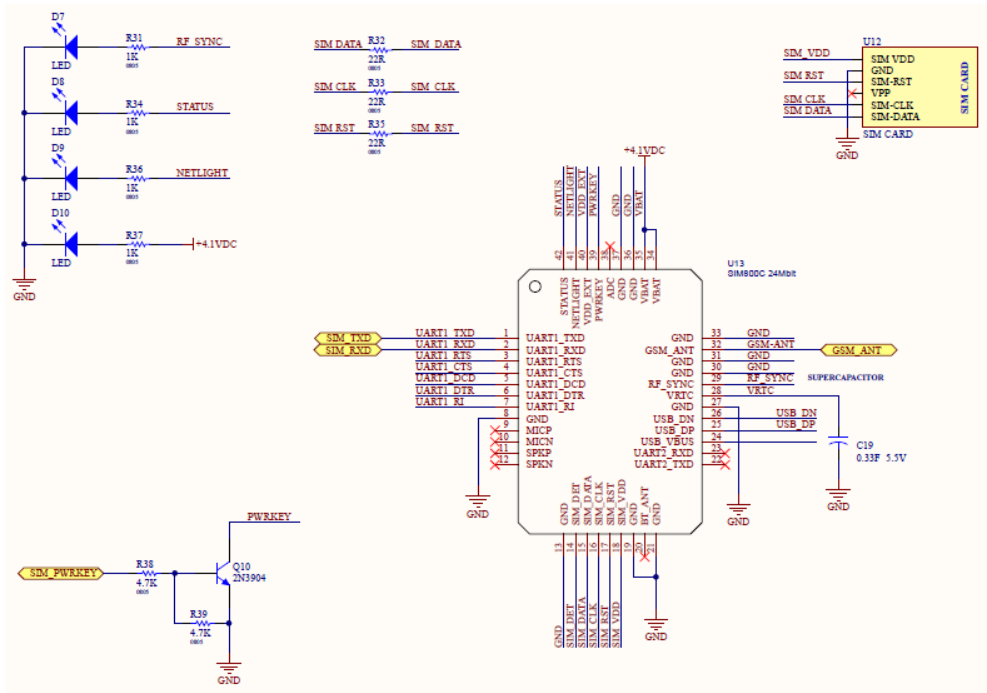 D7
R31
RF_SYNC
LED
1K
0805
D8
R34
STATUS
LED
1K
0805
D9
R36
NETLIGHT
LED
1K
0805
D10
R37
+4.1VDC
LED
1K
0805
GND
SIM DATA R32 SIM_DATA
22R
0805
SIM CLK R33 SIM_CLK
22R
0805
SIM RST R35 SIM_RST
22R
0805
U12
SIM_VDD SIM VDD
GND
SIM RST SIM-RST
VPP
SIM CLK SIM-CLK
SIM DATA SIM-DATA
SIM CARD
SIM CARD
GND
+4.1VDC
STATUS
NETLIGHT
VDD_EXT
PWRKEY
GND
GND
VBAT
42 41 40 39 38 37 36 35 34
STATUS
NETLIGHT
VDD_EXT
PWRKEY
ADC
GND
GND
VBAT
VBAT
U13
SIM800C 24Mbit
SIM_TXD UART1_TXD 1 UART1_TXD
SIM_RXD UART1_RXD 2 UART1_RXD
UART1_RTS 3 UART1_RTS
UART1_CTS 4 UART1_CTS
UART1_DCD 5 UART1_DCD
UART1_DTR 6 UART1_DTR
UART1_RI 7 UART1_RI
8 GND
9 MICP
10 MICN
11 SPKP
12 SPKN
GND
GND 33 GND
GSM_ANT 32 GSM-ANT GSM_ANT
GND 31 GND
GND 30 GND
RF_SYNC 29 RF_SYNC
SUPERCAPACITOR
VRTC 28 VRTC
GND 27
USB_DN 26 USB_DN
USB_DP 25 USB_DP
USB_VBUS 24
UART2_RXD 23
UART2_TXD 22
C19
0.33F 5.5V
GND
GND
GND
SIM_DET
SIM_DATA
SIM_CLK
SIM_RST
SIM_VDD
GND
BT_ANT
GND
13 14 15 16 17 18 19 20 21
GND
SIM_DET
SIM_DATA
SIM_CLK
SIM_RST
SIM_VDD
GND
PWRKEY
SIM_PWRKEY
R38
4.7K
0805
Q10
2N3904
R39
4.7K
0805
GND